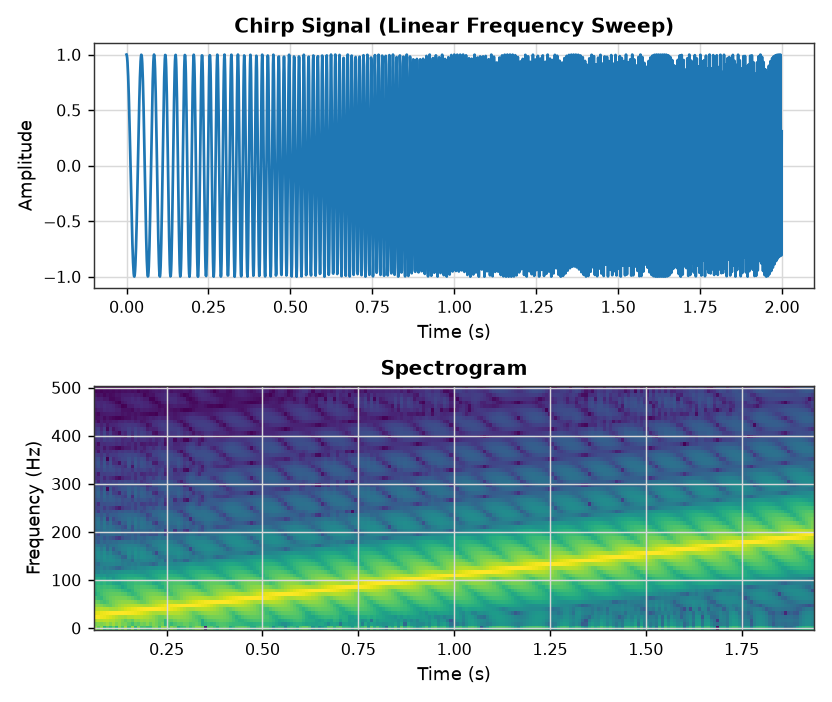 Chirp Signal (Linear Frequency Sweep)
1.0
0.5
0.0
−0.5
−1.0
Amplitude
0.00 0.25 0.50 0.75 1.00 1.25 1.50 1.75 2.00
Time (s)
Spectrogram
500
400
300
200
100
0
Frequency (Hz)
0.25 0.50 0.75 1.00 1.25 1.50 1.75
Time (s)